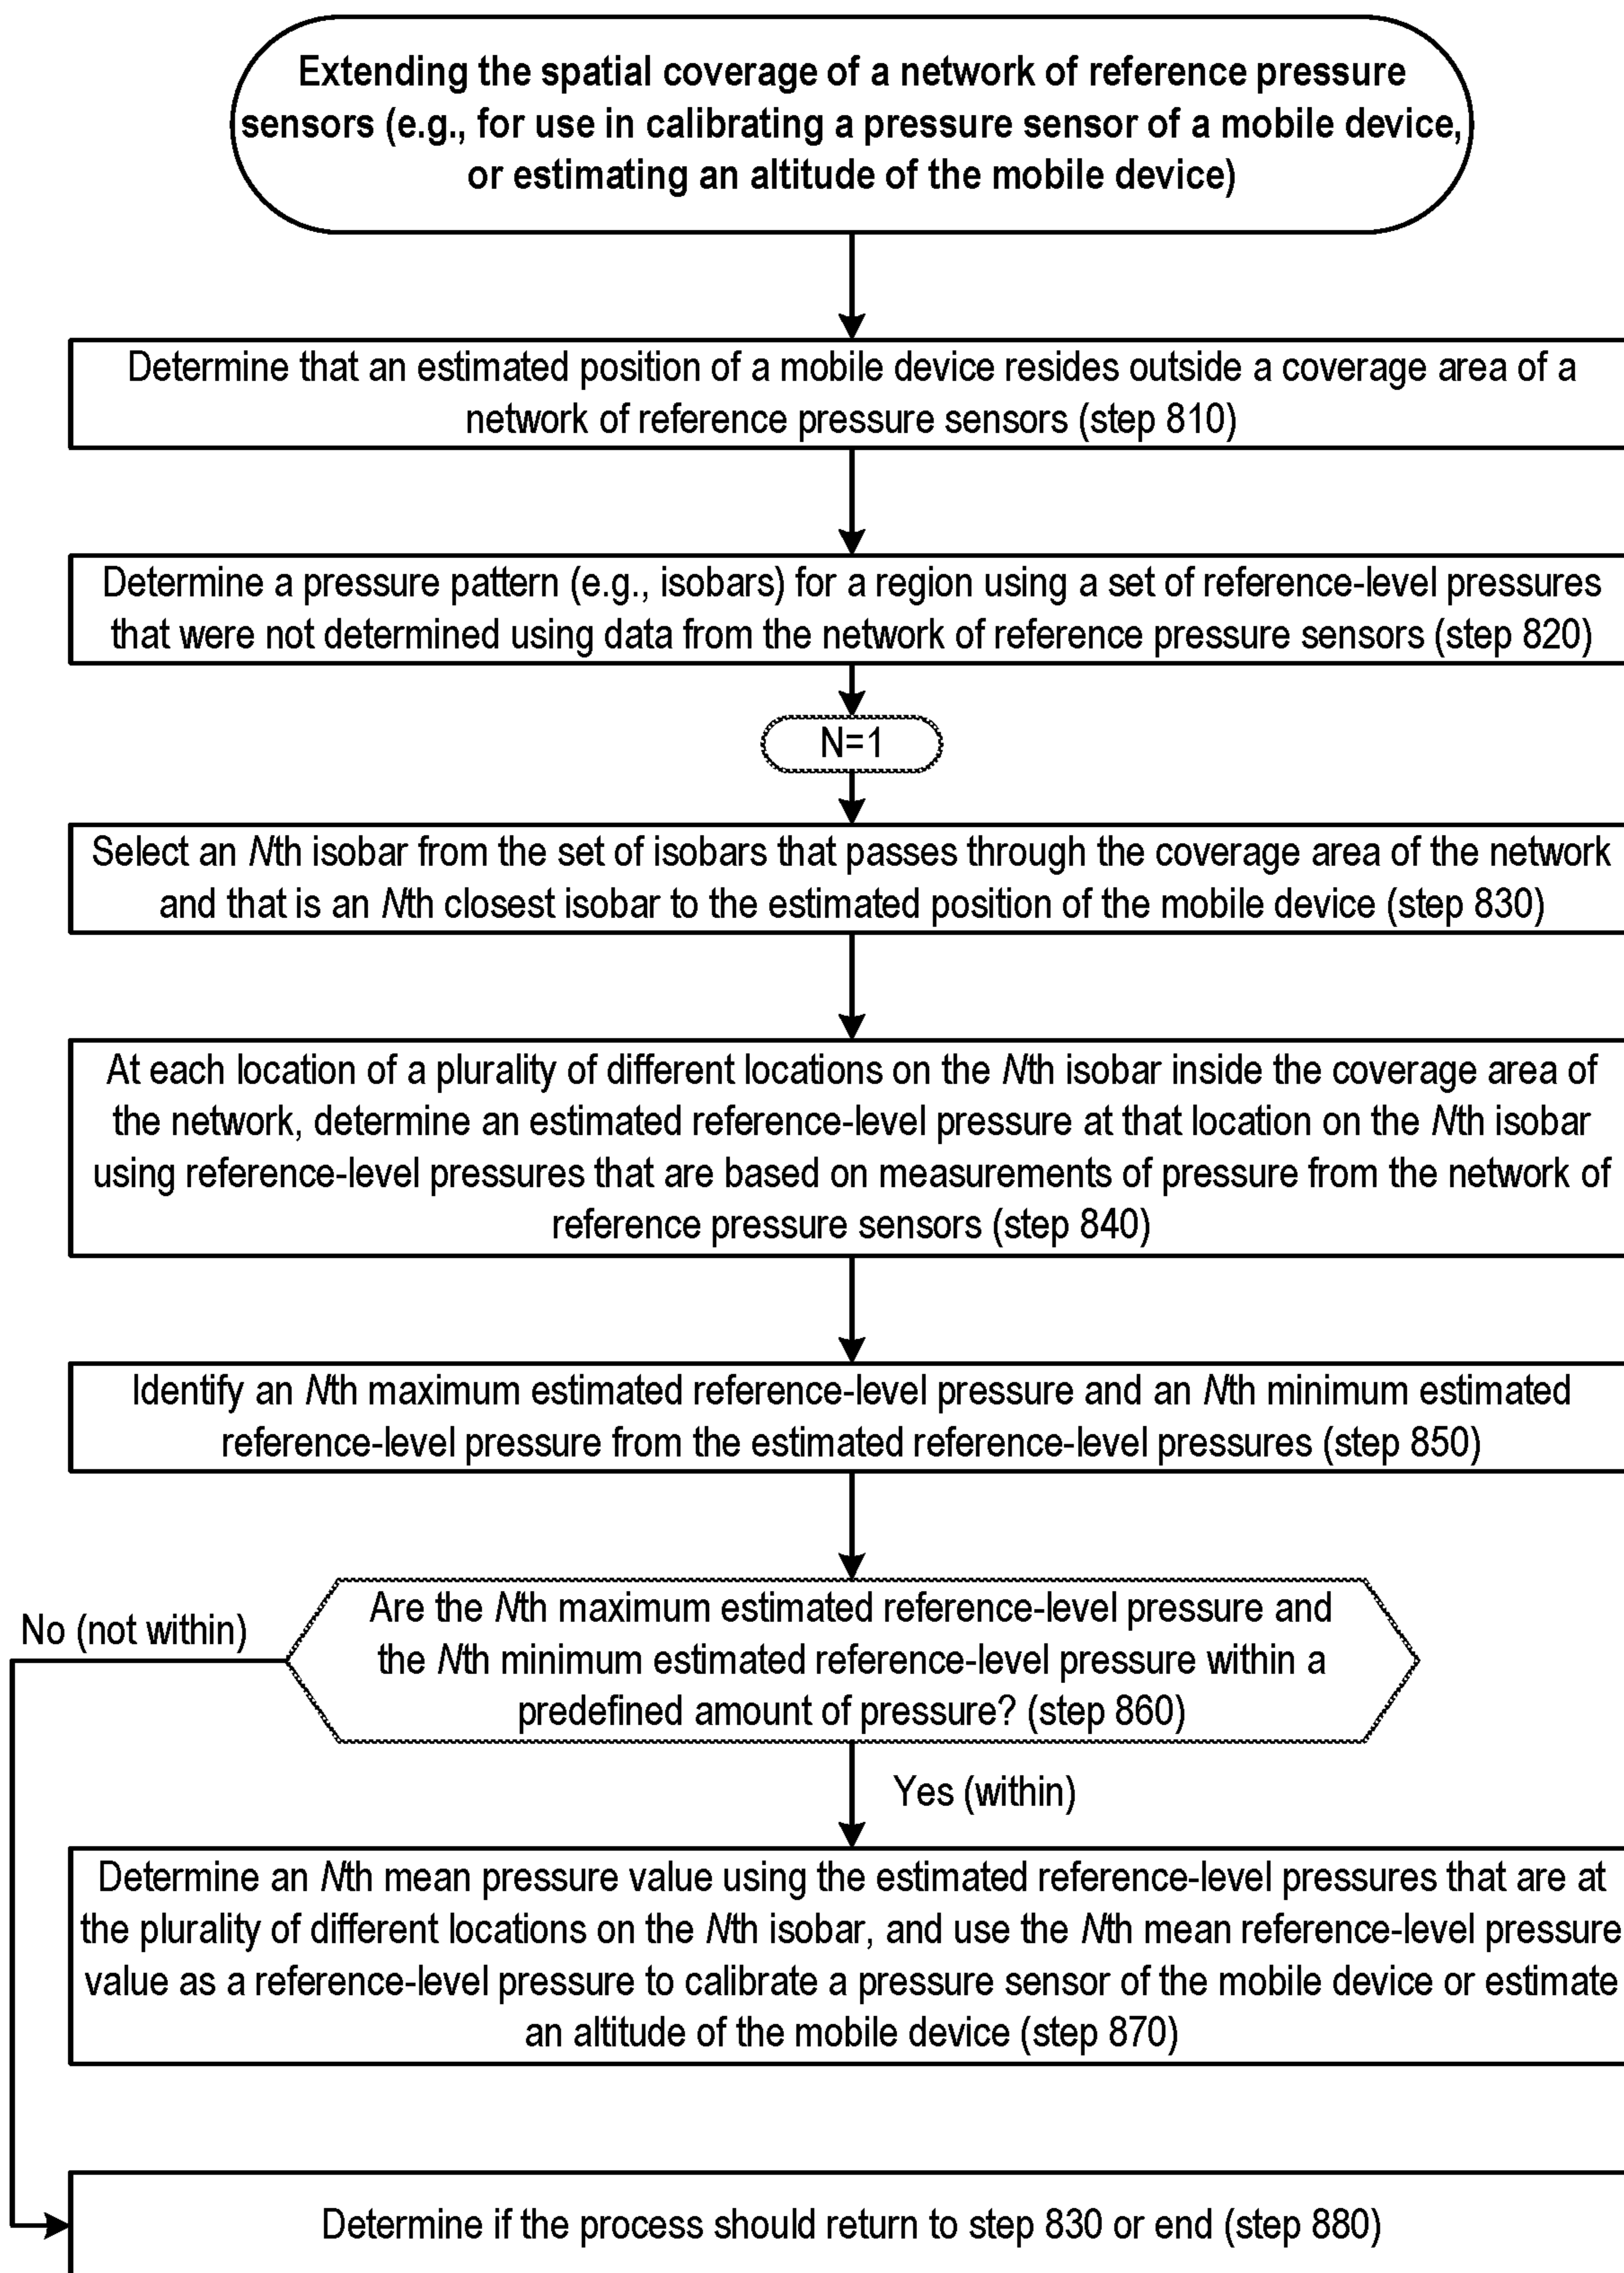 Extending the spatial coverage of a network of reference pressure
sensors (e.g., for use in calibrating a pressure sensor of a mobile device,
or estimating an altitude of the mobile device)
Determine that an estimated position of a mobile device resides outside a coverage area of a
network of reference pressure sensors (step 810)
Determine a pressure pattern (e.g., isobars) for a region using a set of reference-level pressures
that were not determined using data from the network of reference pressure sensors (step 820)
N=1
Select an Nth isobar from the set of isobars that passes through the coverage area of the network
and that is an Nth closest isobar to the estimated position of the mobile device (step 830)
At each location of a plurality of different locations on the Nth isobar inside the coverage area of
the network, determine an estimated reference-level pressure at that location on the Nth isobar
using reference-level pressures that are based on measurements of pressure from the network of
reference pressure sensors (step 840)
Identify an Nth maximum estimated reference-level pressure and an Nth minimum estimated
reference-level pressure from the estimated reference-level pressures (step 850)
Are the Nth maximum estimated reference-level pressure and
the Nth minimum estimated reference-level pressure within a
predefined amount of pressure? (step 860)
No (not within)
Yes (within)
Determine an Nth mean pressure value using the estimated reference-level pressures that are at
the plurality of different locations on the Nth isobar, and use the Nth mean reference-level pressure
value as a reference-level pressure to calibrate a pressure sensor of the mobile device or estimate
an altitude of the mobile device (step 870)
Determine if the process should return to step 830 or end (step 880)